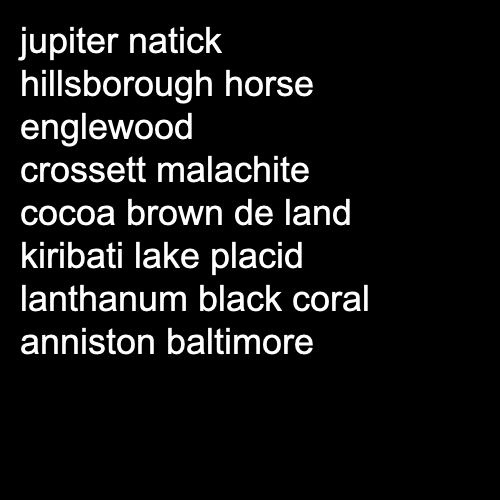 jupiter natick
hillsborough horse
englewood
crossett malachite
cocoa brown de land
kiribati lake placid
lanthanum black coral
anniston baltimore